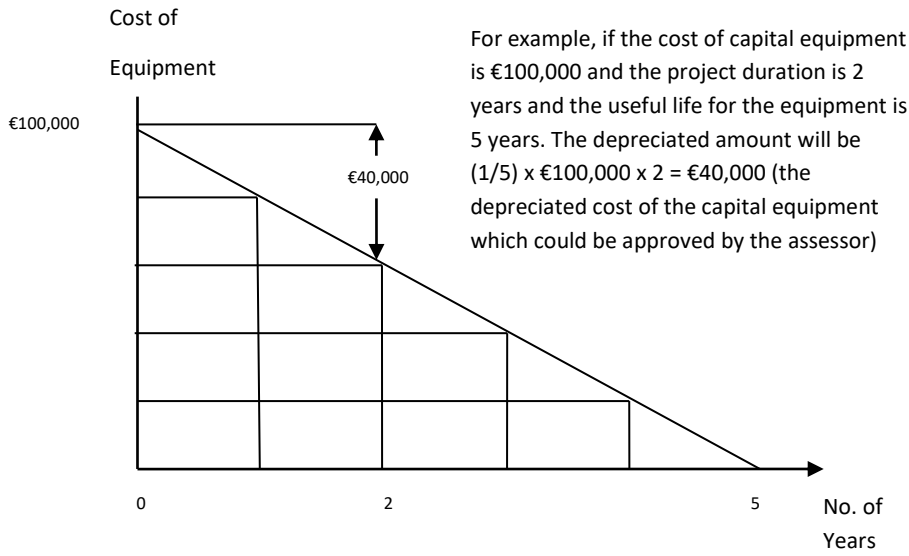 Cost of
Equipment
€100,000
€40,000
For example, if the cost of capital equipment
is €100,000 and the project duration is 2
years and the useful life for the equipment is
5 years. The depreciated amount will be
(1/5) x €100,000 x 2 = €40,000 (the
depreciated cost of the capital equipment
which could be approved by the assessor)
0
2
5
No. of
Years